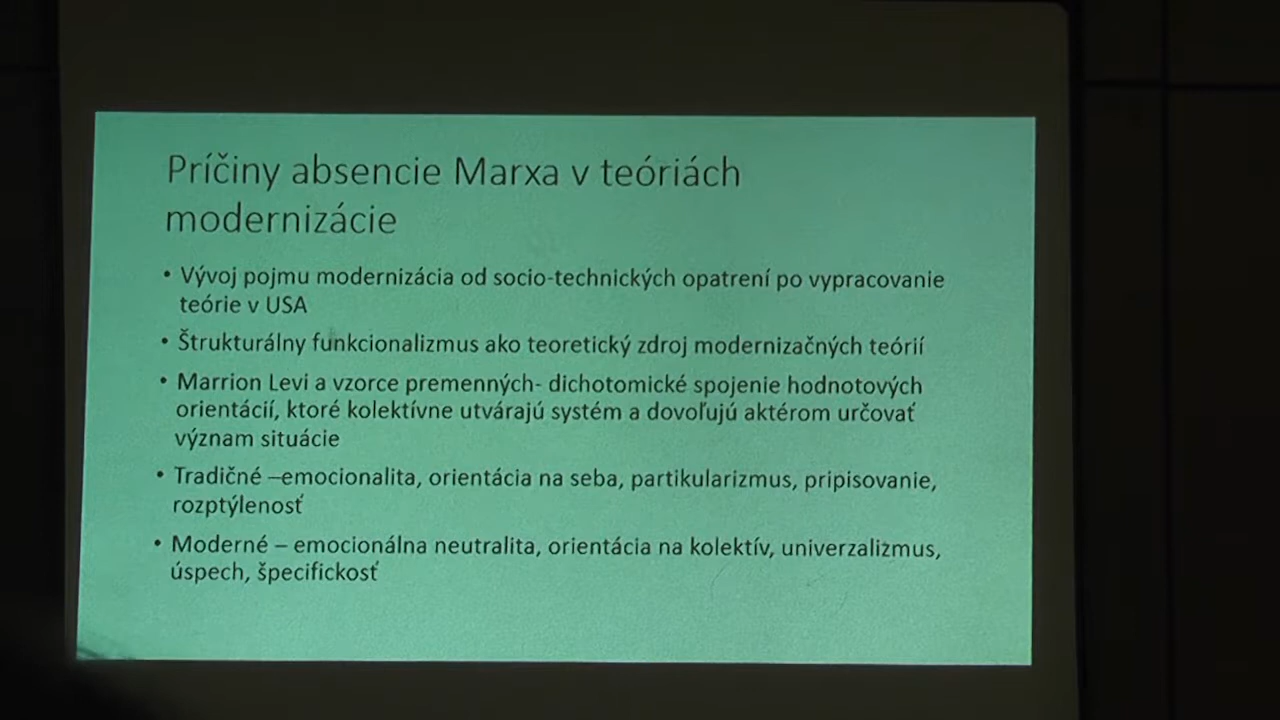 Príčiny absencie Marxa v teóriách
modernizácie
• Vývoj pojmu modernizácia od socio-technických opatrení po vypracovanie
teórie v USA
• Štrukturálny funkcionalizmus ako teoretický zdroj modernizačných teórií
• Marrion Levi a vzorce premenných- dichotomické spojenie hodnotových
orientácií, ktoré kolektívne utvárajú systém a dovoľujú aktérom určovať
význam situácie
• Tradičné –emocionalita, orientácia na seba, partikularizmus, pripisovanie,
rozptýlenosť
• Moderné – emocionálna neutralita, orientácia na kolektív, univerzalizmus,
úspech, špecifickosť